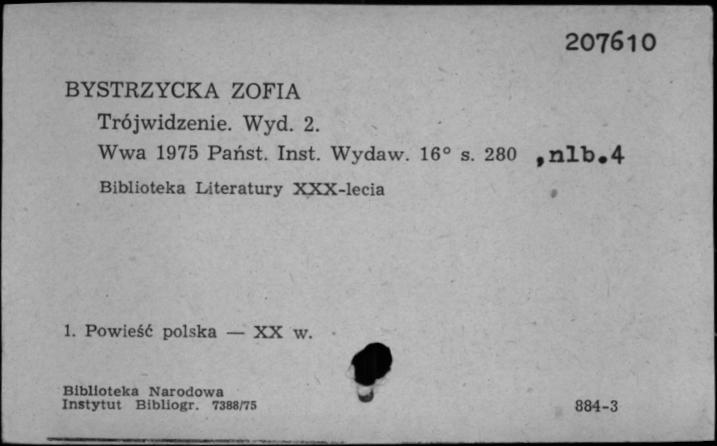 207610
BYSTRZYCKA ZOFIA
Trójwidzenie. Wyd. 2.
Wwa 1975 Państ. Inst. Wydaw. 16° s. 280 ,nlb.4
Biblioteka Literatury XXX-lecia
1. Powieść polska — XX w.
Biblioteka Narodowa
Instytut Bibliogr. 7388/75
884-3